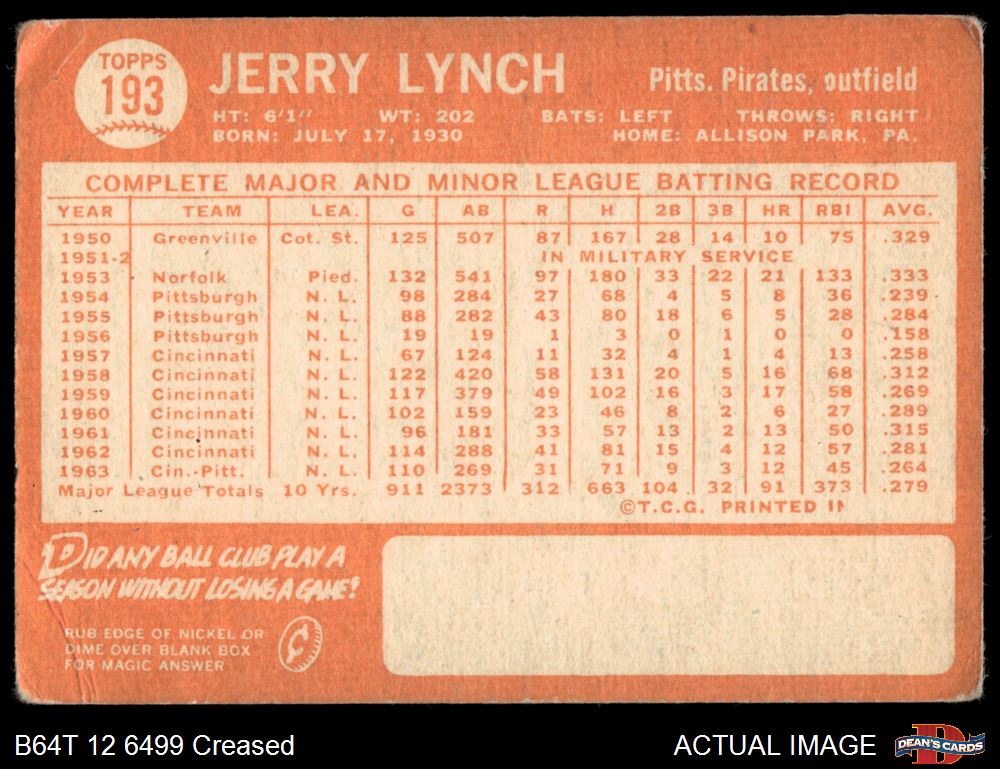 TOPPS
193
JERRY LYNCH
Pitts. Pirates, outfield
HT: 6'1" WT: 202 BATS: LEFT THROWS: RIGHT
BORN: JULY 17, 1930 HOME: ALLISON PARK, PA.
COMPLETE MAJOR AND MINOR LEAGUE BATTING RECORD
YEAR TEAM LEA. G AB R H 2B 3B HR RBI AVG.
1950 Greenville Cot. St. 125 507 87 167 28 14 10 75 .329
1951-2 IN MILITARY SERVICE
1953 Norfolk Pied. 132 541 97 180 33 22 21 133 .333
1954 Pittsburgh N. L. 98 284 27 68 4 5 8 36 .239
1955 Pittsburgh N. L. 88 282 43 80 18 6 5 28 .284
1956 Pittsburgh N. L. 19 19 1 3 0 1 0 0 .158
1957 Cincinnati N. L. 67 124 11 32 4 1 4 13 .258
1958 Cincinnati N. L. 122 420 58 131 20 5 16 68 .312
1959 Cincinnati N. L. 117 379 49 102 16 3 17 58 .269
1960 Cincinnati N. L. 102 159 23 46 8 2 6 27 .289
1961 Cincinnati N. L. 96 181 33 57 13 2 13 50 .315
1962 Cincinnati N. L. 114 288 41 81 15 4 12 57 .281
1963 Cin.-Pitt. N. L. 110 269 31 71 9 3 12 45 .264
Major League Totals 10 Yrs. 911 2373 312 663 104 32 91 373 .279
©T.C.G. PRINTED IN
DID ANY BALL CLUB PLAY A
SEASON WITHOUT LOSING A GAME?
RUB EDGE OF NICKEL OR
DIME OVER BLANK BOX
FOR MAGIC ANSWER
B64T 12 6499 Creased
ACTUAL IMAGE
DEAN'S CARDS